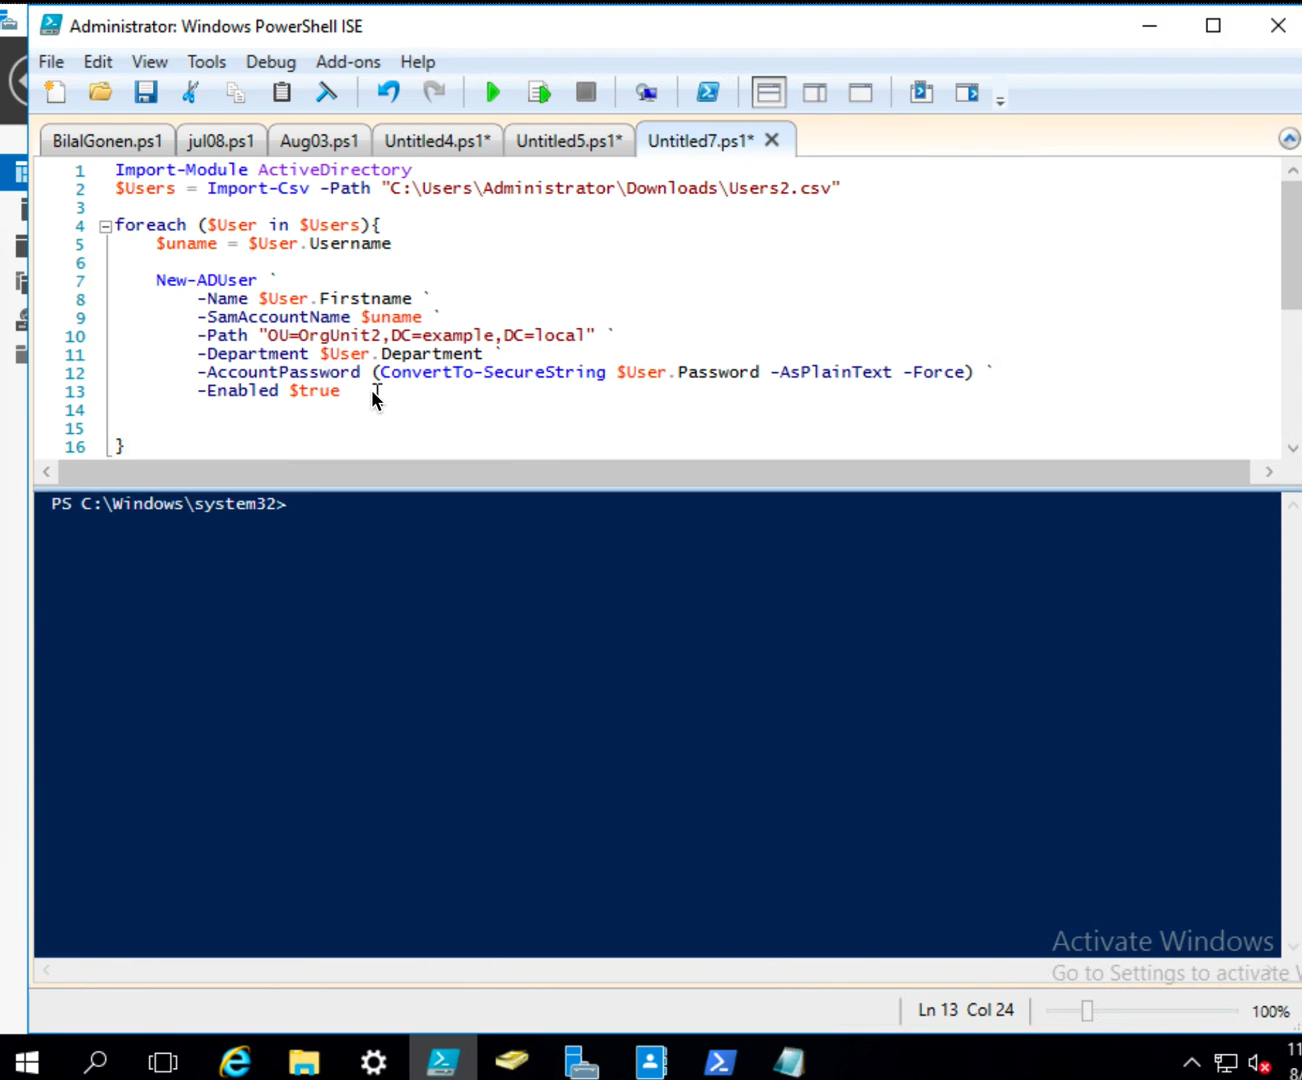 Administrator: Windows PowerShell ISE
File Edit View Tools Debug Add-ons Help
BilalGonen.ps1 jul08.ps1 Aug03.ps1 Untitled4.ps1* Untitled5.ps1* Untitled7.ps1*
1 Import-Module ActiveDirectory
2 $Users = Import-Csv -Path "C:\Users\Administrator\Downloads\Users2.csv"
3
4 foreach ($User in $Users){
5 $uname = $User.Username
6
7 New-ADUser `
8 -Name $User.Firstname `
9 -SamAccountName $uname `
10 -Path "OU=OrgUnit2,DC=example,DC=local" `
11 -Department $User.Department `
12 -AccountPassword (ConvertTo-SecureString $User.Password -AsPlainText -Force) `
13 -Enabled $true
14
15
16 }
PS C:\Windows\system32>
Activate Windows
Go to Settings to activate
Ln 13 Col 24 100%